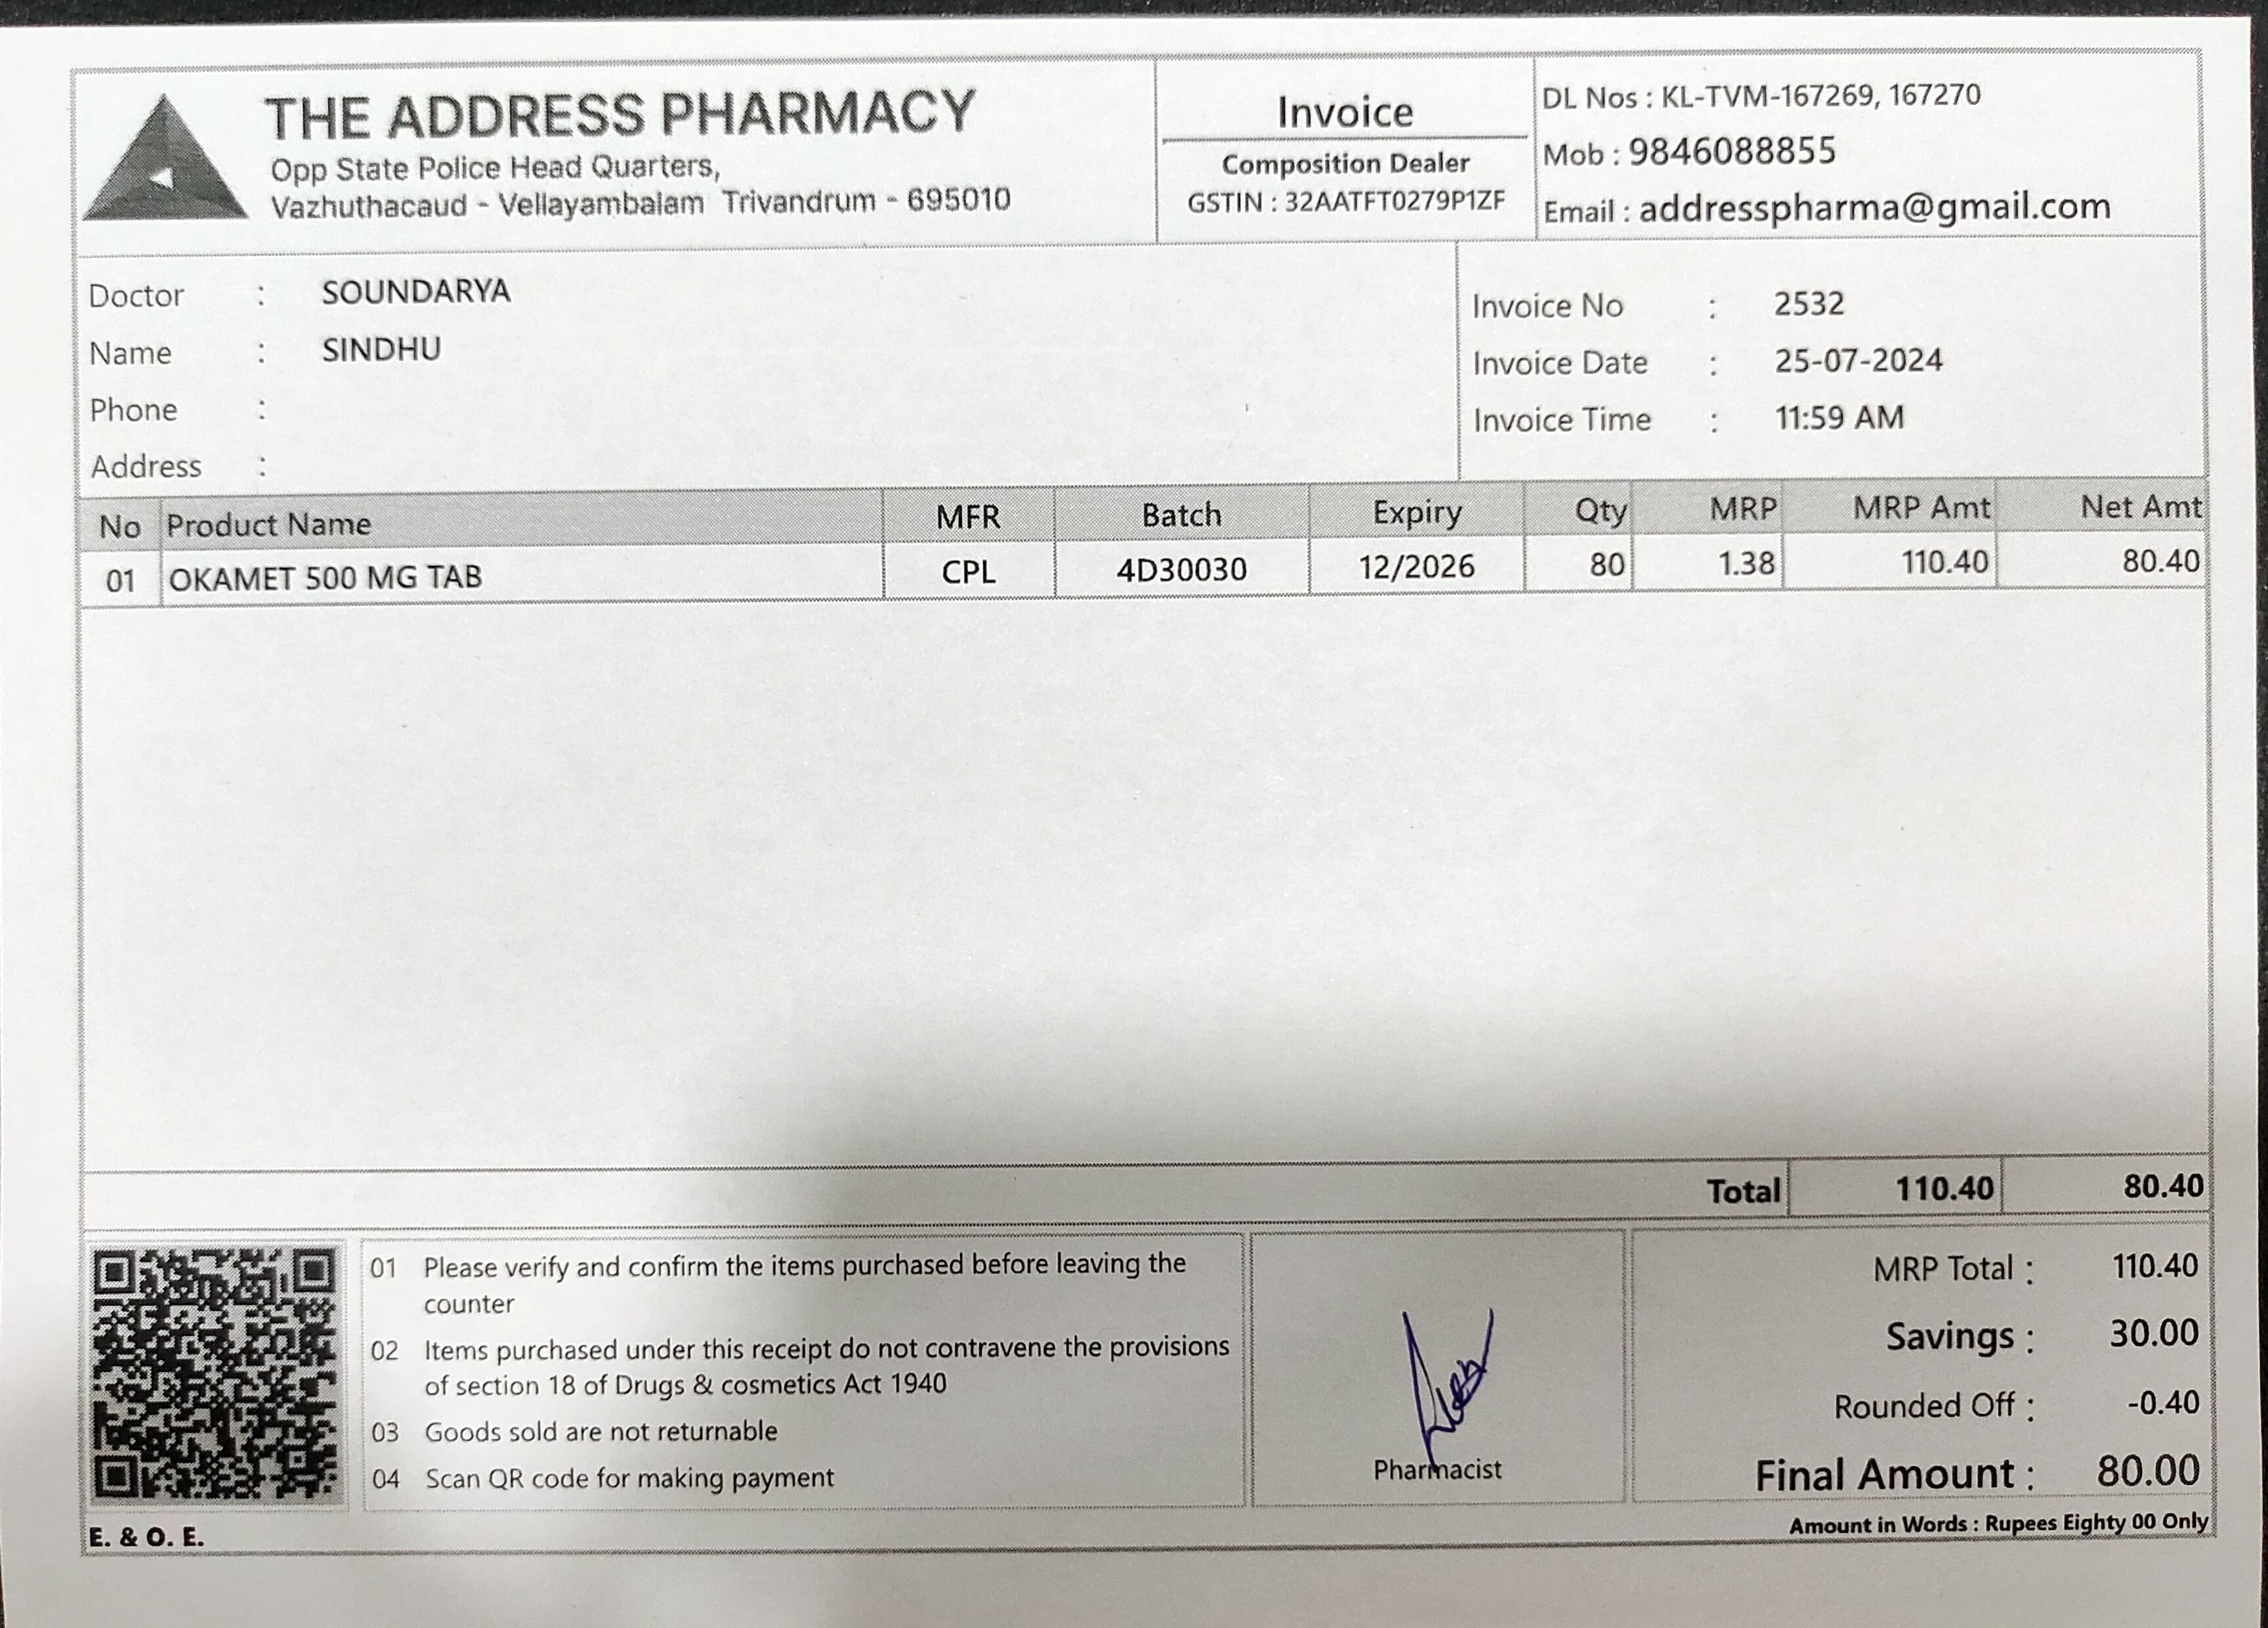 THE ADDRESS PHARMACY
Opp State Police Head Quarters,
Vazhuthacaud - Vellayambalam Trivandrum - 695010
Invoice
Composition Dealer
GSTIN : 32AATFT0279P1ZF
DL Nos : KL-TVM-167269, 167270
Mob : 9846088855
Email : addresspharma@gmail.com
Doctor : SOUNDARYA
Name : SINDHU
Phone :
Address :
Invoice No : 2532
Invoice Date : 25-07-2024
Invoice Time : 11:59 AM
No Product Name MFR Batch Expiry Qty MRP MRP Amt Net Amt
01 OKAMET 500 MG TAB CPL 4D30030 12/2026 80 1.38 110.40 80.40
Total 110.40 80.40
01 Please verify and confirm the items purchased before leaving the
counter
02 Items purchased under this receipt do not contravene the provisions
of section 18 of Drugs & cosmetics Act 1940
03 Goods sold are not returnable
04 Scan QR code for making payment
Pharmacist
MRP Total : 110.40
Savings : 30.00
Rounded Off : -0.40
Final Amount : 80.00
E. & O. E.
Amount in Words : Rupees Eighty 00 Only